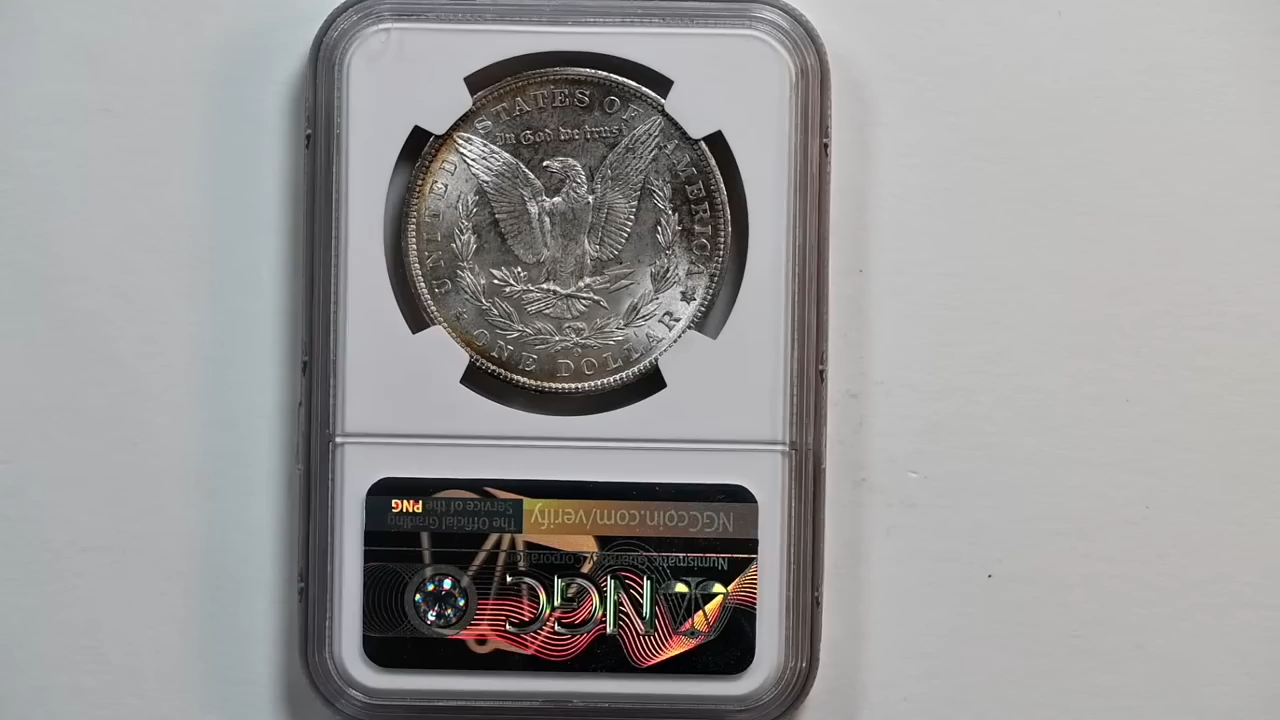 UNITED STATES OF AMERICA
In God we trust
ONE DOLLAR
O
NGCcoin.com/verify
The Official Grading
Service of the PNG
Numismatic Guaranty Corporation
NGC